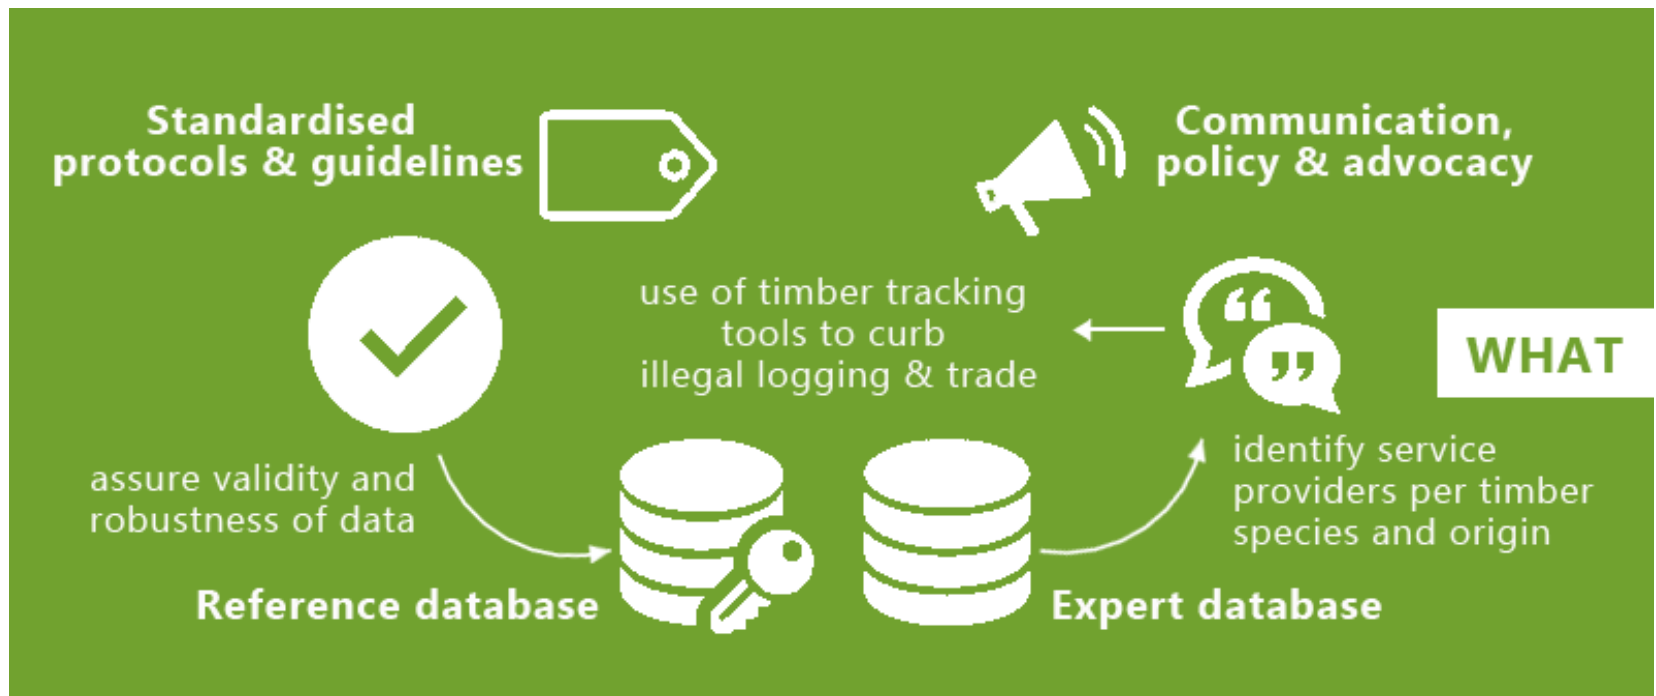 Standardised
protocols & guidelines
Communication,
policy & advocacy
use of timber tracking
tools to curb
illegal logging & trade
WHAT
assure validity and
robustness of data
identify service
providers per timber
species and origin
Reference database
Expert database